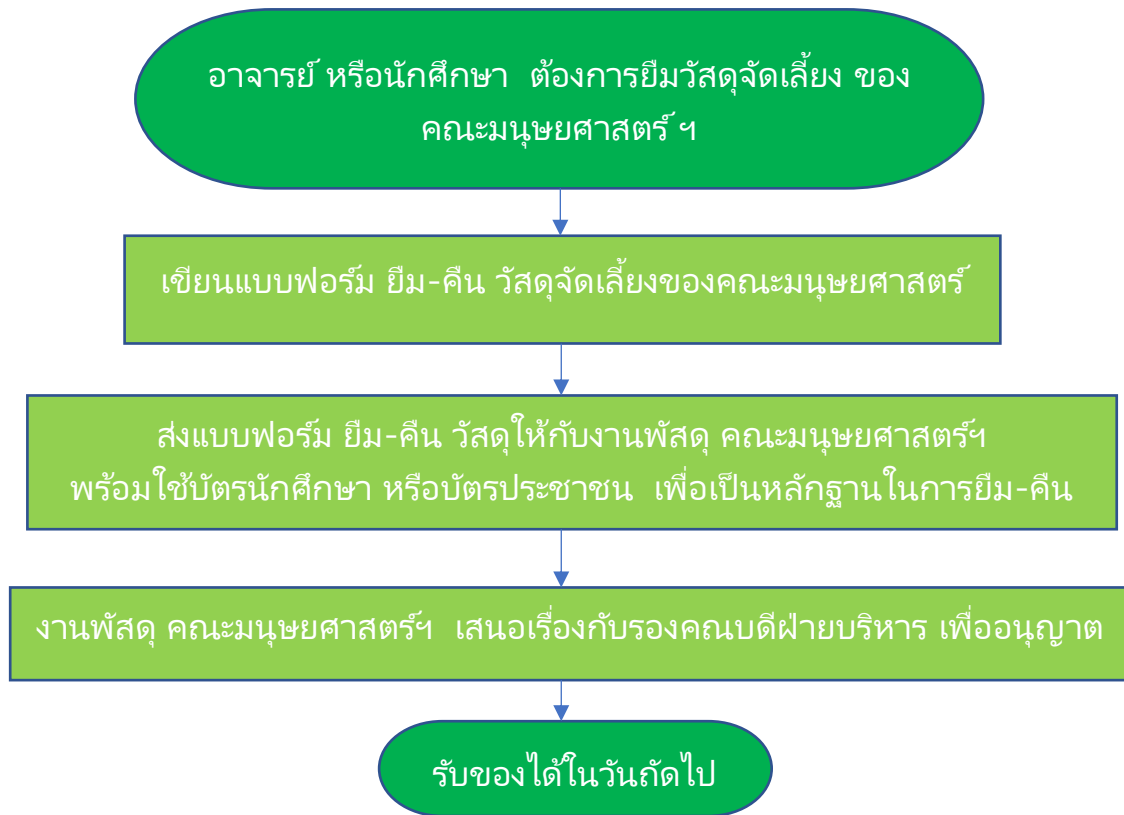 อาจารย์ หรือนักศึกษา  ต้องการยืมวัสดุจัดเลี้ยง ของ
คณะมนุษยศาสตร์ ฯ
เขียนแบบฟอร์ม ยืม-คืน วัสดุจัดเลี้ยงของคณะมนุษยศาสตร์
ส่งแบบฟอร์ม ยืม-คืน วัสดุให้กับงานพัสดุ คณะมนุษยศาสตร์ฯ
พร้อมใช้บัตรนักศึกษา หรือบัตรประชาชน  เพื่อเป็นหลักฐานในการยืม-คืน
งานพัสดุ คณะมนุษยศาสตร์ฯ  เสนอเรื่องกับรองคณบดีฝ่ายบริหาร เพื่ออนุญาต
รับของได้ในวันถัดไป